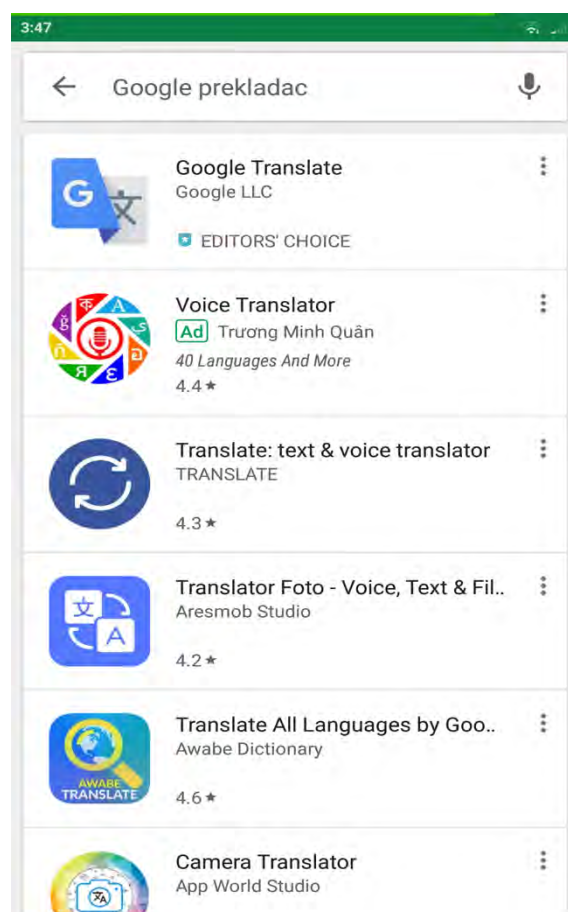 3:47
Google prekladac
G 文
Google Translate
Google LLC
EDITORS' CHOICE
Voice Translator
Ad Trương Minh Quân
40 Languages And More
4.4 ★
Translate: text & voice translator
TRANSLATE
4.3 ★
文 A
Translator Foto - Voice, Text & Fil..
Aresmob Studio
4.2 ★
AWABE
TRANSLATE
Translate All Languages by Goo..
Awabe Dictionary
4.6 ★
Camera Translator
App World Studio